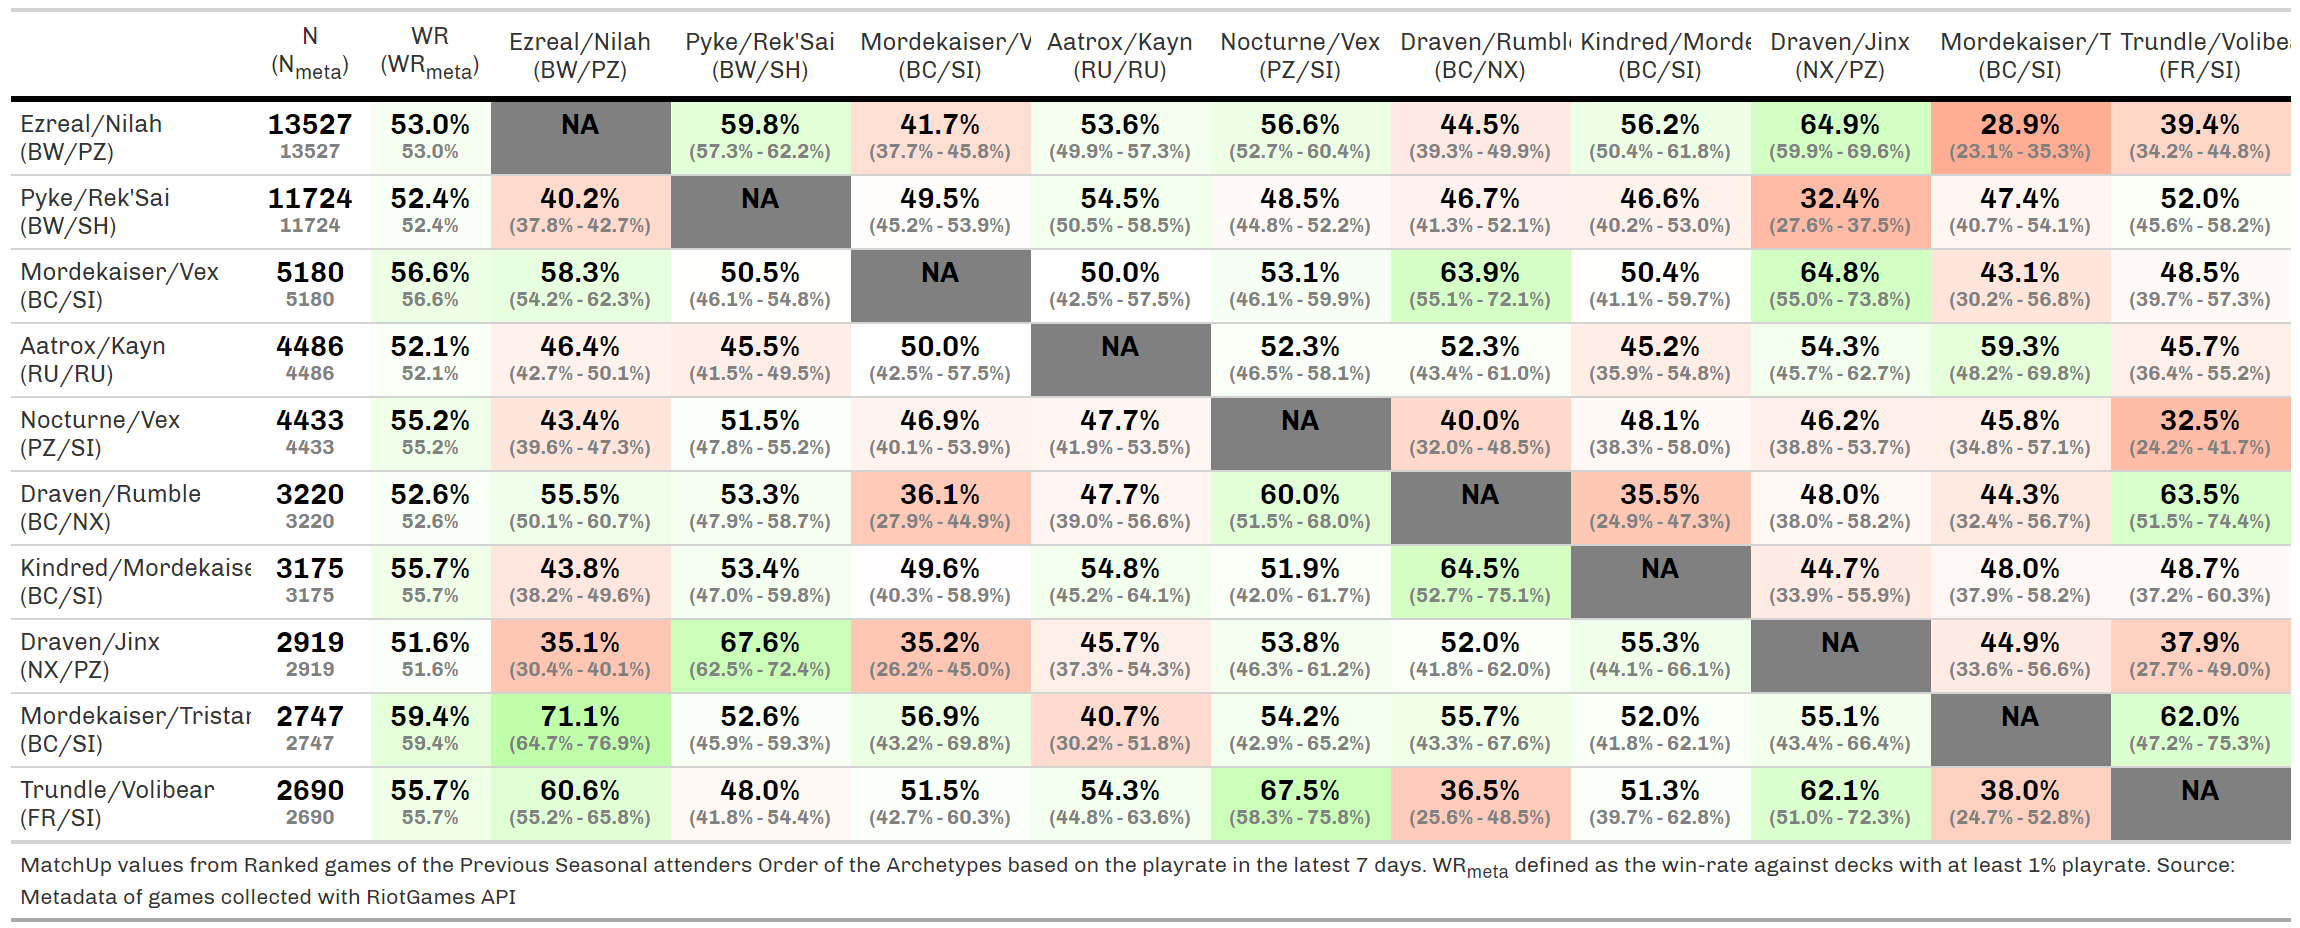 N WR Ezreal/Nilah Pyke/Rek'Sai Mordekaiser/V Aatrox/Kayn Nocturne/Vex Draven/Rumble Kindred/Morde Draven/Jinx Mordekaiser/T Trundle/Volibea
(Nmeta) (WRmeta) (BW/PZ) (BW/SH) (BC/SI) (RU/RU) (PZ/SI) (BC/NX) (BC/SI) (NX/PZ) (BC/SI) (FR/SI)
Ezreal/Nilah 13527 53.0% NA 59.8% 41.7% 53.6% 56.6% 44.5% 56.2% 64.9% 28.9% 39.4%
(BW/PZ) 13527 53.0% (57.3% - 62.2%) (37.7% - 45.8%) (49.9% - 57.3%) (52.7% - 60.4%) (39.3% - 49.9%) (50.4% - 61.8%) (59.9% - 69.6%) (23.1% - 35.3%) (34.2% - 44.8%)
Pyke/Rek'Sai 11724 52.4% 40.2% NA 49.5% 54.5% 48.5% 46.7% 46.6% 32.4% 47.4% 52.0%
(BW/SH) 11724 52.4% (37.8% - 42.7%) (45.2% - 53.9%) (50.5% - 58.5%) (44.8% - 52.2%) (41.3% - 52.1%) (40.2% - 53.0%) (27.6% - 37.5%) (40.7% - 54.1%) (45.6% - 58.2%)
Mordekaiser/Vex 5180 56.6% 58.3% 50.5% NA 50.0% 53.1% 63.9% 50.4% 64.8% 43.1% 48.5%
(BC/SI) 5180 56.6% (54.2% - 62.3%) (46.1% - 54.8%) (42.5% - 57.5%) (46.1% - 59.9%) (55.1% - 72.1%) (41.1% - 59.7%) (55.0% - 73.8%) (30.2% - 56.8%) (39.7% - 57.3%)
Aatrox/Kayn 4486 52.1% 46.4% 45.5% 50.0% NA 52.3% 52.3% 45.2% 54.3% 59.3% 45.7%
(RU/RU) 4486 52.1% (42.7% - 50.1%) (41.5% - 49.5%) (42.5% - 57.5%) (46.5% - 58.1%) (43.4% - 61.0%) (35.9% - 54.8%) (45.7% - 62.7%) (48.2% - 69.8%) (36.4% - 55.2%)
Nocturne/Vex 4433 55.2% 43.4% 51.5% 46.9% 47.7% NA 40.0% 48.1% 46.2% 45.8% 32.5%
(PZ/SI) 4433 55.2% (39.6% - 47.3%) (47.8% - 55.2%) (40.1% - 53.9%) (41.9% - 53.5%) (32.0% - 48.5%) (38.3% - 58.0%) (38.8% - 53.7%) (34.8% - 57.1%) (24.2% - 41.7%)
Draven/Rumble 3220 52.6% 55.5% 53.3% 36.1% 47.7% 60.0% NA 35.5% 48.0% 44.3% 63.5%
(BC/NX) 3220 52.6% (50.1% - 60.7%) (47.9% - 58.7%) (27.9% - 44.9%) (39.0% - 56.6%) (51.5% - 68.0%) (24.9% - 47.3%) (38.0% - 58.2%) (32.4% - 56.7%) (51.5% - 74.4%)
Kindred/Mordekaise 3175 55.7% 43.8% 53.4% 49.6% 54.8% 51.9% 64.5% NA 44.7% 48.0% 48.7%
(BC/SI) 3175 55.7% (38.2% - 49.6%) (47.0% - 59.8%) (40.3% - 58.9%) (45.2% - 64.1%) (42.0% - 61.7%) (52.7% - 75.1%) (33.9% - 55.9%) (37.9% - 58.2%) (37.2% - 60.3%)
Draven/Jinx 2919 51.6% 35.1% 67.6% 35.2% 45.7% 53.8% 52.0% 55.3% NA 44.9% 37.9%
(NX/PZ) 2919 51.6% (30.4% - 40.1%) (62.5% - 72.4%) (26.2% - 45.0%) (37.3% - 54.3%) (46.3% - 61.2%) (41.8% - 62.0%) (44.1% - 66.1%) (33.6% - 56.6%) (27.7% - 49.0%)
Mordekaiser/Tristar 2747 59.4% 71.1% 52.6% 56.9% 40.7% 54.2% 55.7% 52.0% 55.1% NA 62.0%
(BC/SI) 2747 59.4% (64.7% - 76.9%) (45.9% - 59.3%) (43.2% - 69.8%) (30.2% - 51.8%) (42.9% - 65.2%) (43.3% - 67.6%) (41.8% - 62.1%) (43.4% - 66.4%) (47.2% - 75.3%)
Trundle/Volibear 2690 55.7% 60.6% 48.0% 51.5% 54.3% 67.5% 36.5% 51.3% 62.1% 38.0% NA
(FR/SI) 2690 55.7% (55.2% - 65.8%) (41.8% - 54.4%) (42.7% - 60.3%) (44.8% - 63.6%) (58.3% - 75.8%) (25.6% - 48.5%) (39.7% - 62.8%) (51.0% - 72.3%) (24.7% - 52.8%)
MatchUp values from Ranked games of the Previous Seasonal attenders Order of the Archetypes based on the playrate in the latest 7 days. WRmeta defined as the win-rate against decks with at least 1% playrate. Source:
Metadata of games collected with RiotGames API